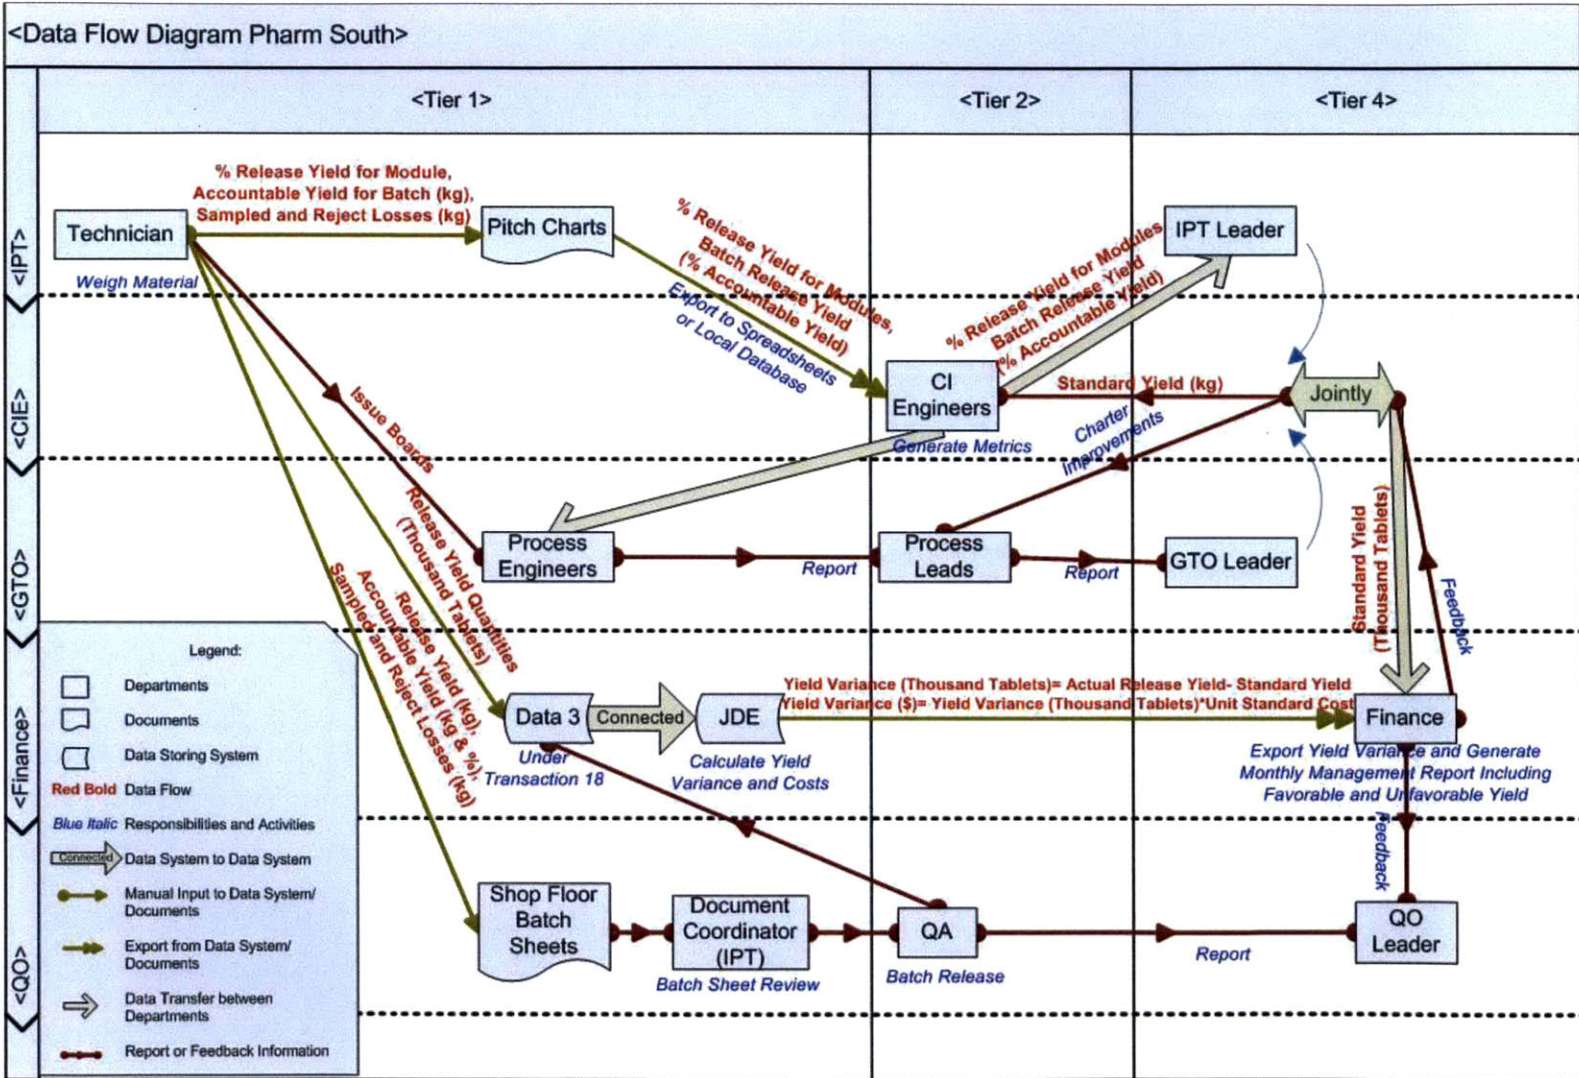 <Data Flow Diagram Pharm South>
<Tier 1>
<Tier 2>
<Tier 4>
<IPT>
<CIE>
<GTO>
<Finance>
<QO>
Technician
Weigh Material
% Release Yield for Module,
Accountable Yield for Batch (kg),
Sampled and Reject Losses (kg)
Pitch Charts
% Release Yield for Modules,
Batch Release Yield
(% Accountable Yield)
Export to Spreadsheets
or Local Database
% Release Yield for Modules
Batch Release Yield
(% Accountable Yield)
IPT Leader
CI
Engineers
Generate Metrics
Standard Yield (kg)
Jointly
Charter
Improvements
Issue Boards
Release Yield Quantities
(Thousand Tablets)
Process
Engineers
Report
Process
Leads
Report
GTO Leader
Standard Yield
(Thousand Tablets)
Feedback
Release Yield (kg),
Accountable Yield (kg & %),
Sampled and Reject Losses (kg)
Data 3
Under
Transaction 18
Connected
JDE
Calculate Yield
Variance and Costs
Yield Variance (Thousand Tablets)= Actual Release Yield- Standard Yield
Yield Variance ($)= Yield Variance (Thousand Tablets)*Unit Standard Cost
Finance
Export Yield Variance and Generate
Monthly Management Report Including
Favorable and Unfavorable Yield
Feedback
Shop Floor
Batch
Sheets
Document
Coordinator
(IPT)
Batch Sheet Review
QA
Batch Release
Report
QO
Leader
Legend:
Departments
Documents
Data Storing System
Red Bold Data Flow
Blue Italic Responsibilities and Activities
Connected Data System to Data System
Manual Input to Data System/
Documents
Export from Data System/
Documents
Data Transfer between
Departments
Report or Feedback Information